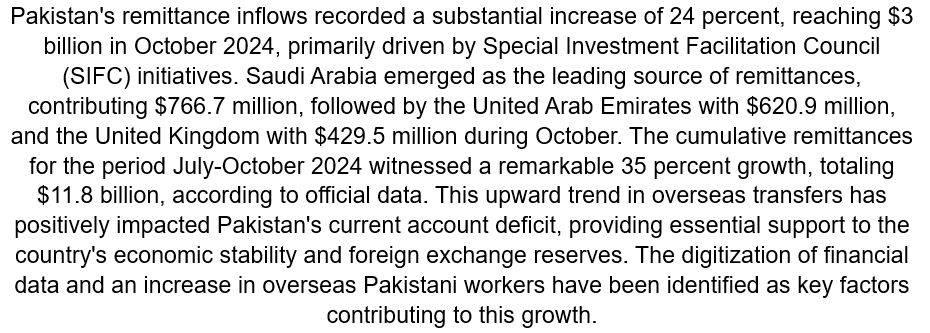 Pakistan's remittance inflows recorded a substantial increase of 24 percent, reaching $3
billion in October 2024, primarily driven by Special Investment Facilitation Council
(SIFC) initiatives. Saudi Arabia emerged as the leading source of remittances,
contributing $766.7 million, followed by the United Arab Emirates with $620.9 million,
and the United Kingdom with $429.5 million during October. The cumulative remittances
for the period July-October 2024 witnessed a remarkable 35 percent growth, totaling
$11.8 billion, according to official data. This upward trend in overseas transfers has
positively impacted Pakistan's current account deficit, providing essential support to the
country's economic stability and foreign exchange reserves. The digitization of financial
data and an increase in overseas Pakistani workers have been identified as key factors
contributing to this growth.